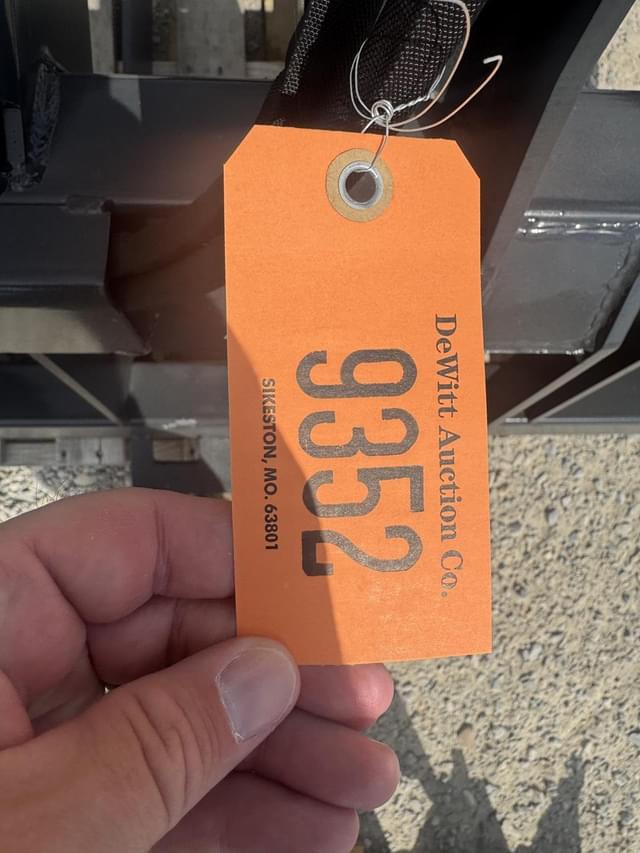 DeWitt Auction Co.
9352
SIKESTON, MO. 63801